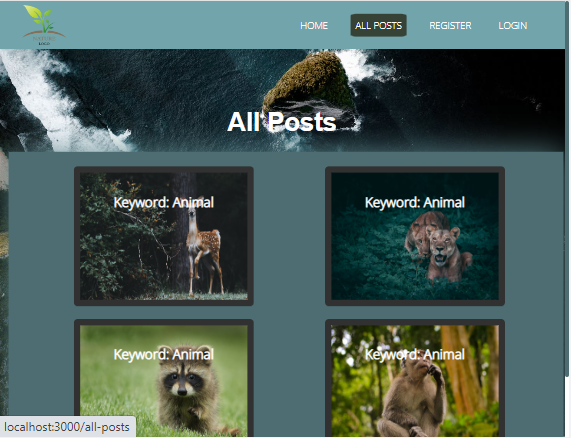 HOME ALL POSTS REGISTER LOGIN
LOGO
All Posts
Keyword: Animal Keyword: Animal
Keyword: Animal Keyword: Animal
localhost:3000/all-posts